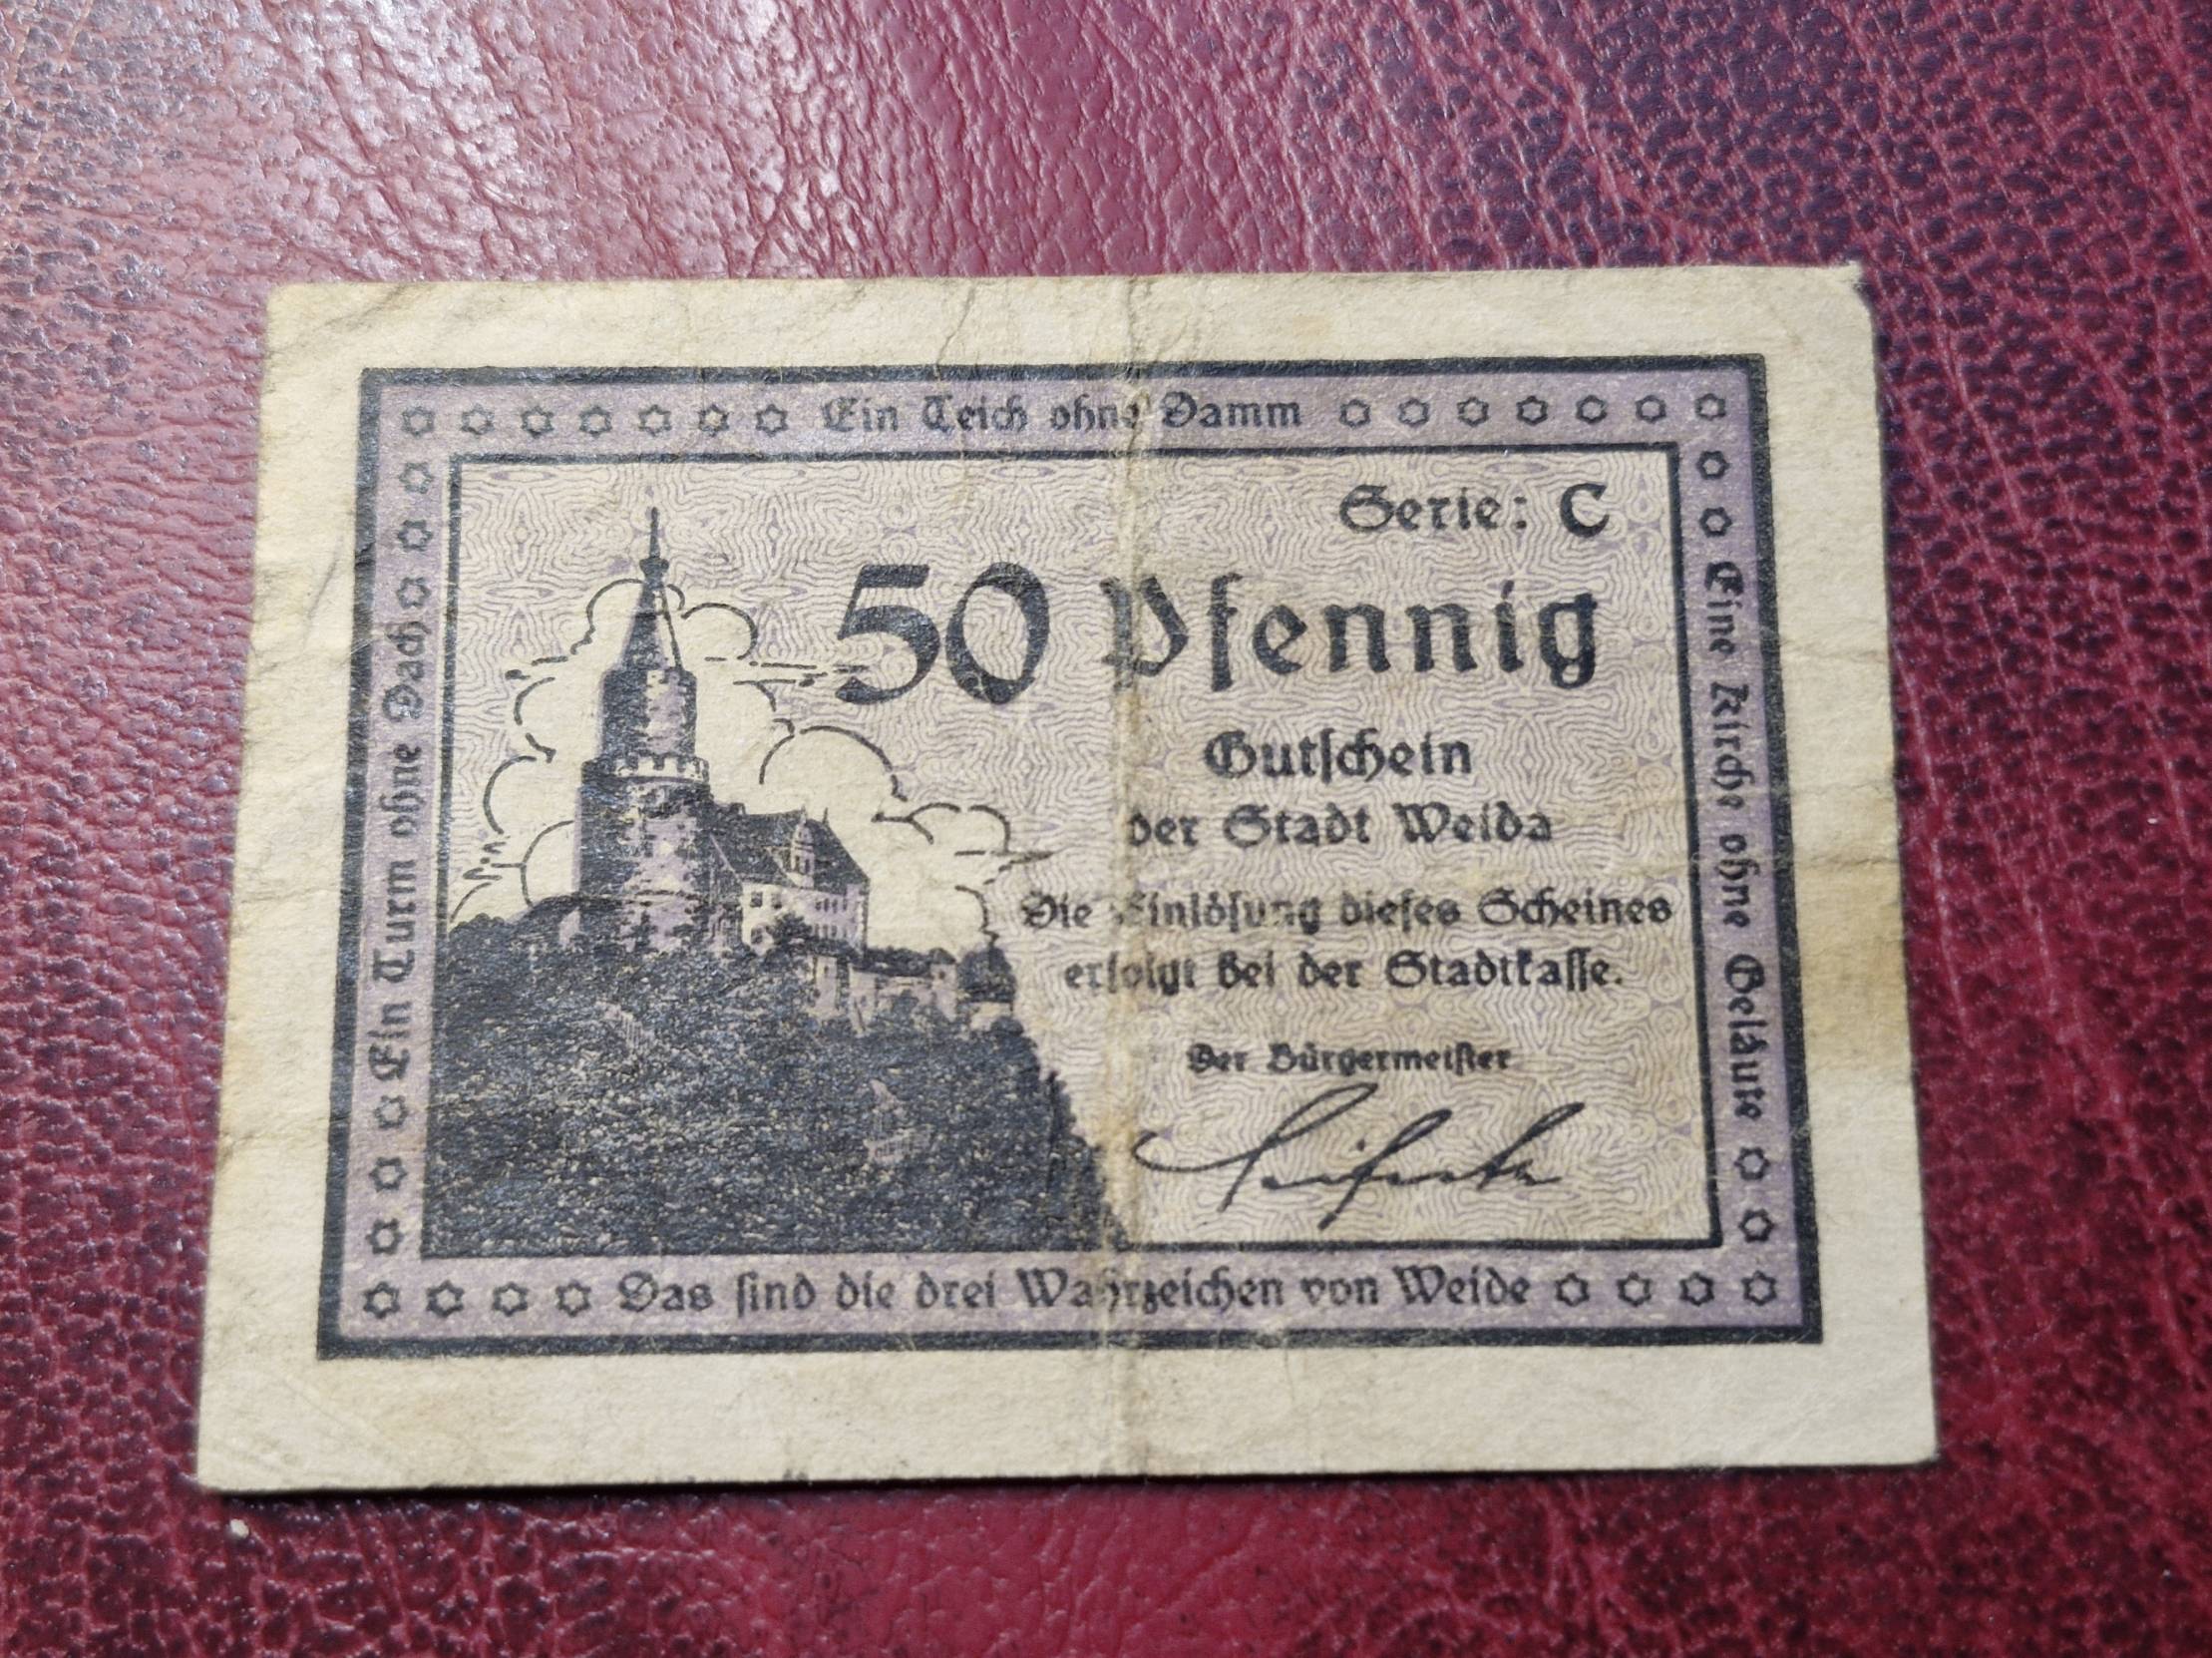 Ein Teich ohne Damm
Ein Turm ohne Dach
Eine Kirche ohne Geläute
Serie: C
50 Pfennig
Gutschein
der Stadt Weida
Die Einlösung dieses Scheines
erfolgt bei der Stadtkasse.
Der Bürgermeister
Das sind die drei Wahrzeichen von Weide